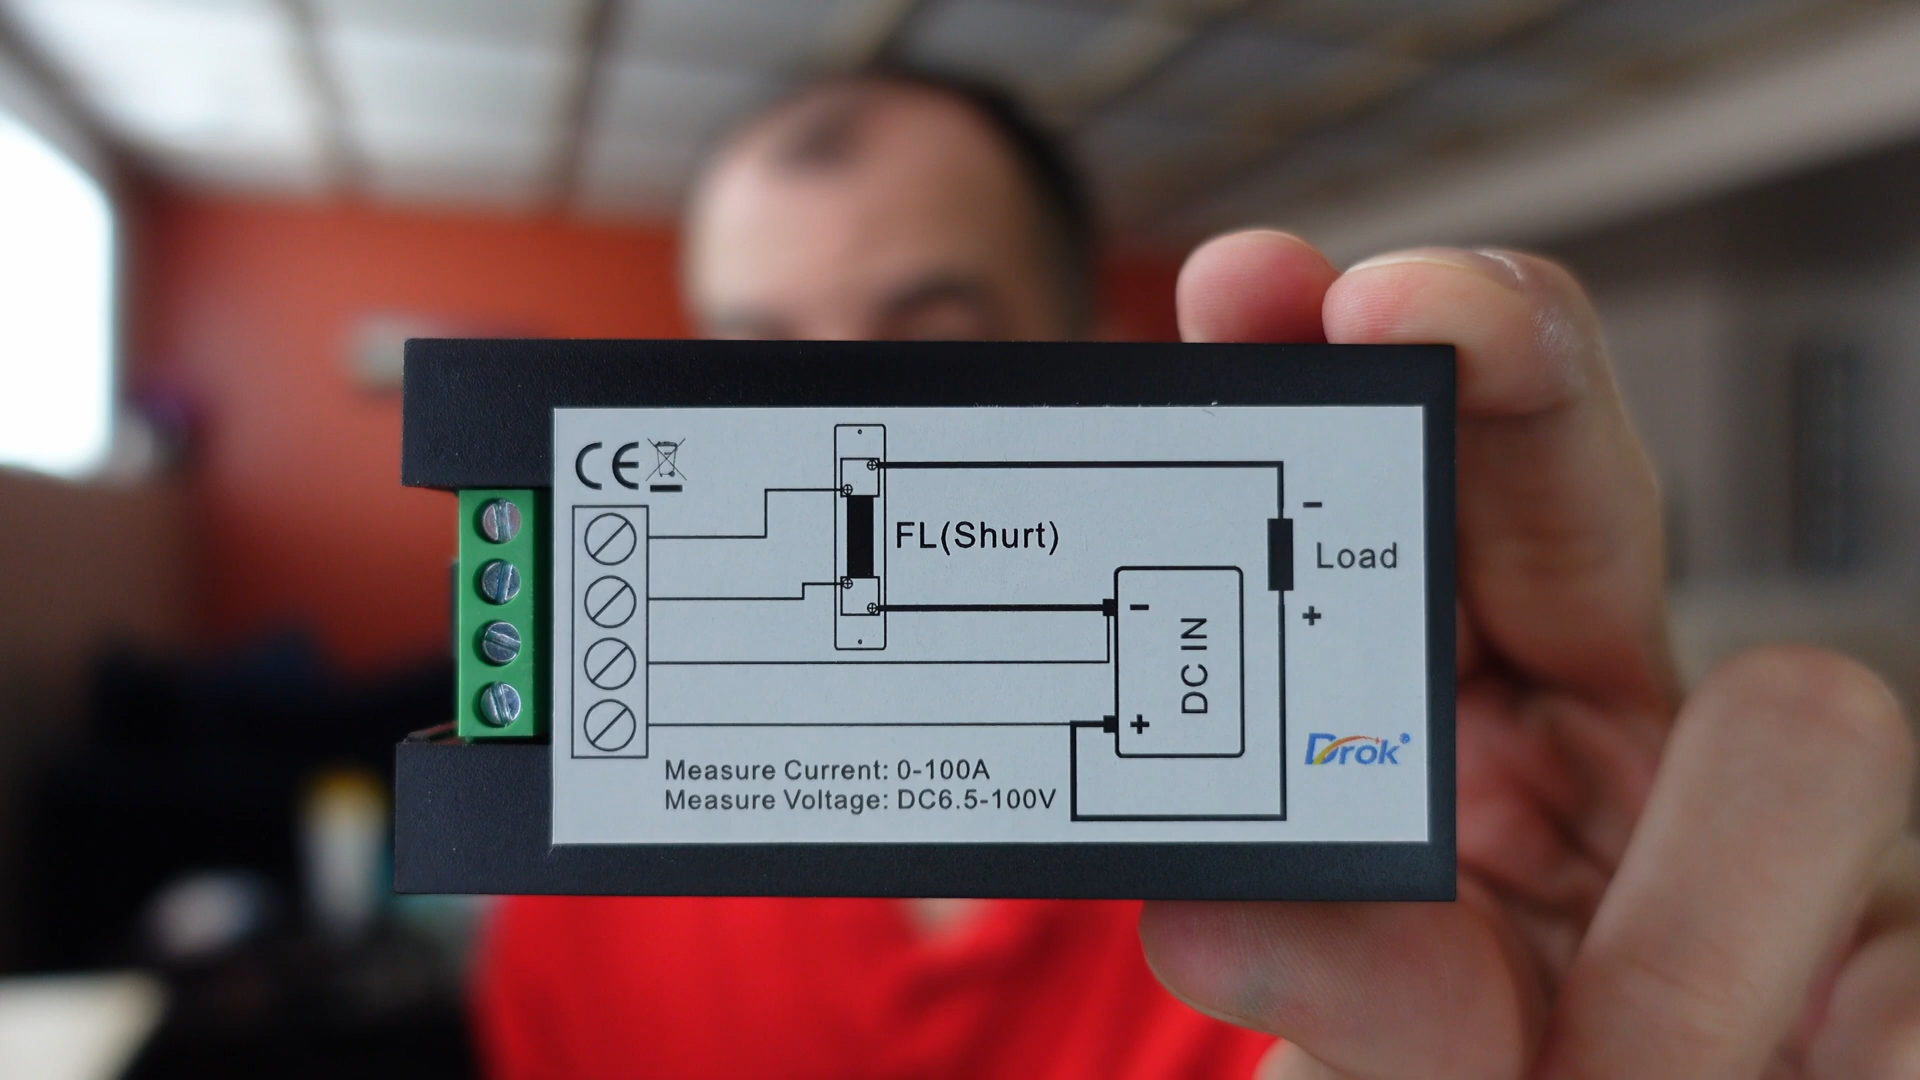 CE
FL(Shurt)
-
Load
+
-
DC IN
+
Drok®
Measure Current: 0-100A
Measure Voltage: DC6.5-100V